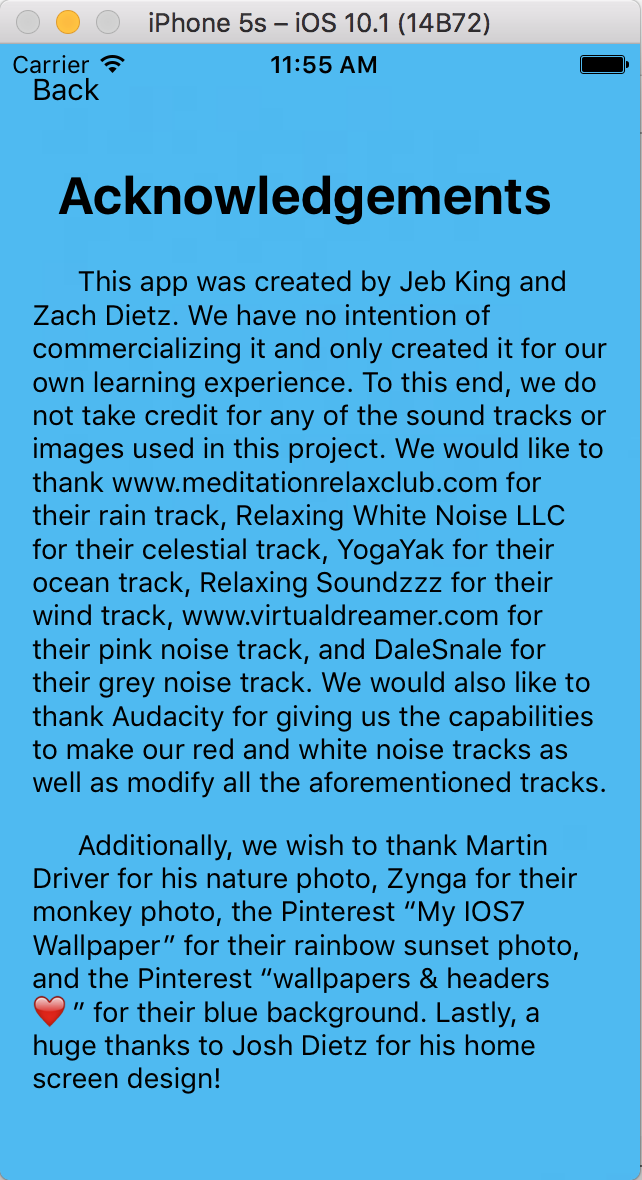 iPhone 5s – iOS 10.1 (14B72)
Carrier 11:55 AM
Back
Acknowledgements
This app was created by Jeb King and
Zach Dietz. We have no intention of
commercializing it and only created it for our
own learning experience. To this end, we do
not take credit for any of the sound tracks or
images used in this project. We would like to
thank www.meditationrelaxclub.com for
their rain track, Relaxing White Noise LLC
for their celestial track, YogaYak for their
ocean track, Relaxing Soundzzz for their
wind track, www.virtualdreamer.com for
their pink noise track, and DaleSnale for
their grey noise track. We would also like to
thank Audacity for giving us the capabilities
to make our red and white noise tracks as
well as modify all the aforementioned tracks.
Additionally, we wish to thank Martin
Driver for his nature photo, Zynga for their
monkey photo, the Pinterest “My IOS7
Wallpaper” for their rainbow sunset photo,
and the Pinterest “wallpapers & headers
❤️ ” for their blue background. Lastly, a
huge thanks to Josh Dietz for his home
screen design!